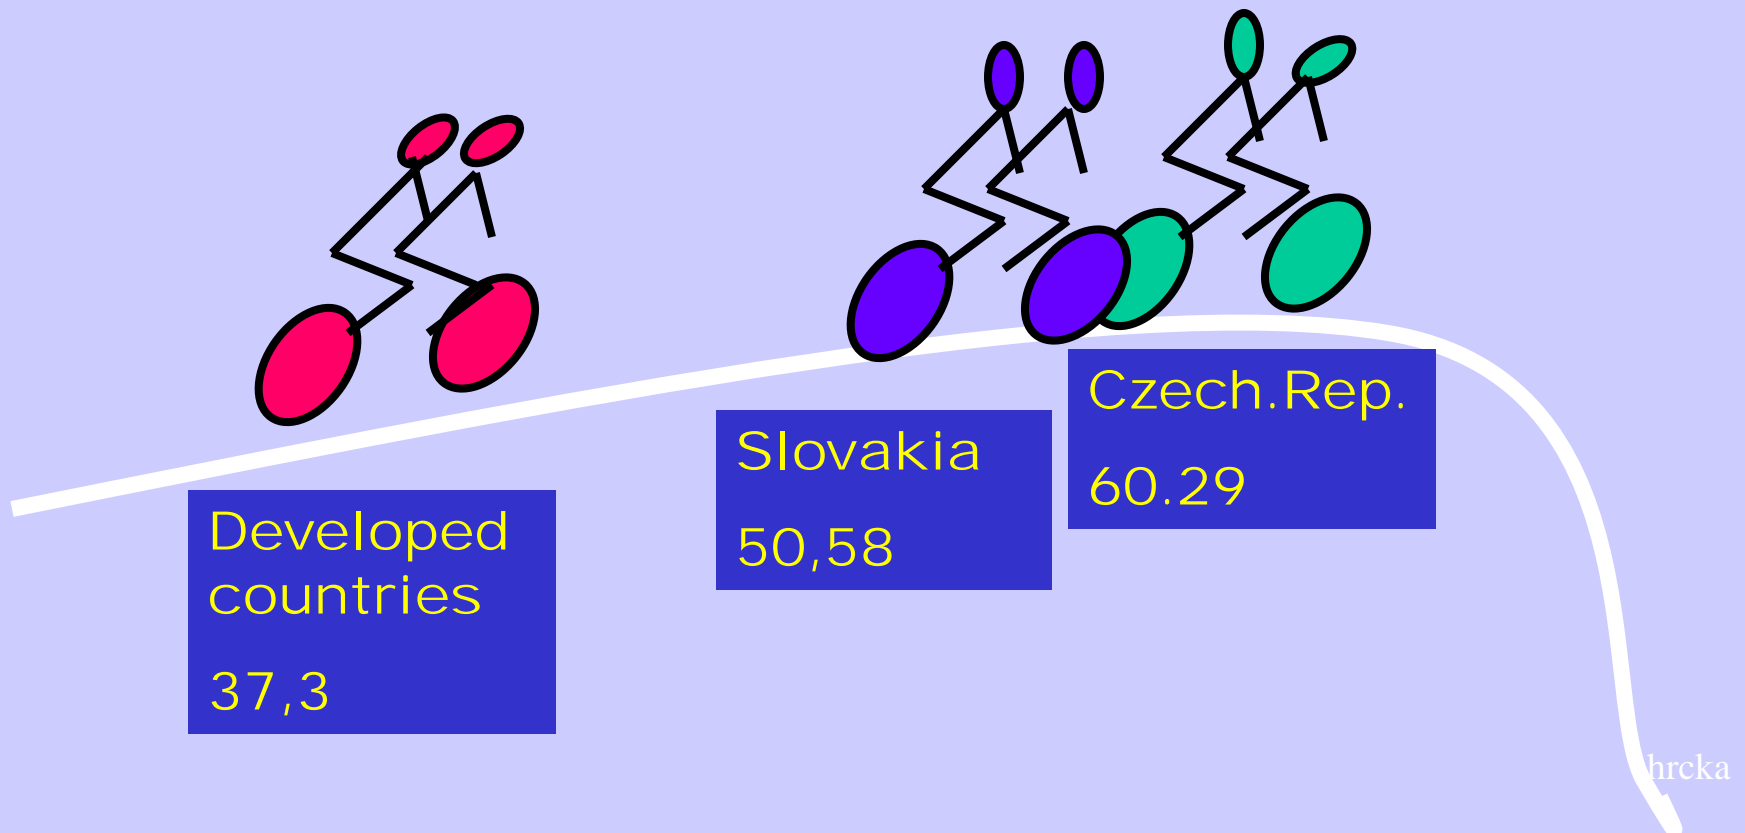 Developed
countries
37,3
Slovakia
50,58
Czech.Rep.
60.29
hrcka